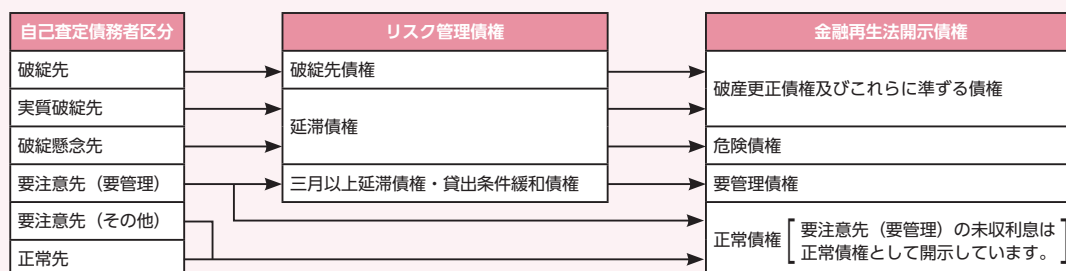 自己査定債務者区分
破綻先
実質破綻先
破綻懸念先
要注意先（要管理）
要注意先（その他）
正常先
リスク管理債権
破綻先債権
延滞債権
三月以上延滞債権・貸出条件緩和債権
金融再生法開示債権
破産更正債権及びこれらに準ずる債権
危険債権
要管理債権
正常債権
要注意先（要管理）の未収利息は
正常債権として開示しています。